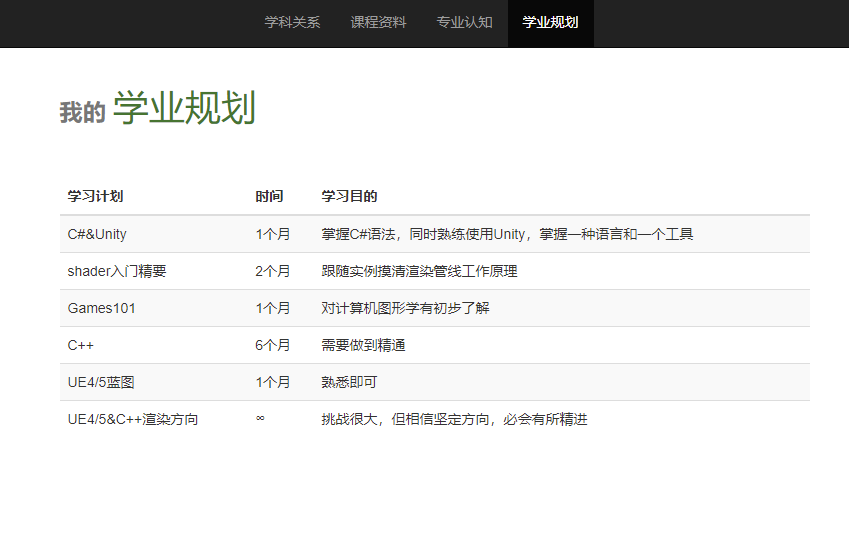 学科关系 课程资料 专业认知 学业规划
我的 学业规划
学习计划 时间 学习目的
C#&Unity 1个月 掌握C#语法，同时熟练使用Unity，掌握一种语言和一个工具
shader入门精要 2个月 跟随实例摸清渲染管线工作原理
Games101 1个月 对计算机图形学有初步了解
C++ 6个月 需要做到精通
UE4/5蓝图 1个月 熟悉即可
UE4/5&C++渲染方向 ∞ 挑战很大，但相信坚定方向，必会有所精进